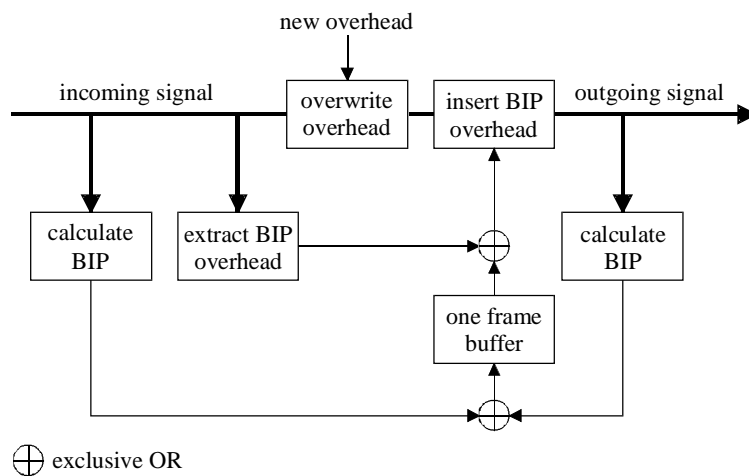 new overhead
incoming signal
overwrite
overhead
insert BIP
overhead
outgoing signal
calculate
BIP
extract BIP
overhead
calculate
BIP
one frame
buffer
exclusive OR